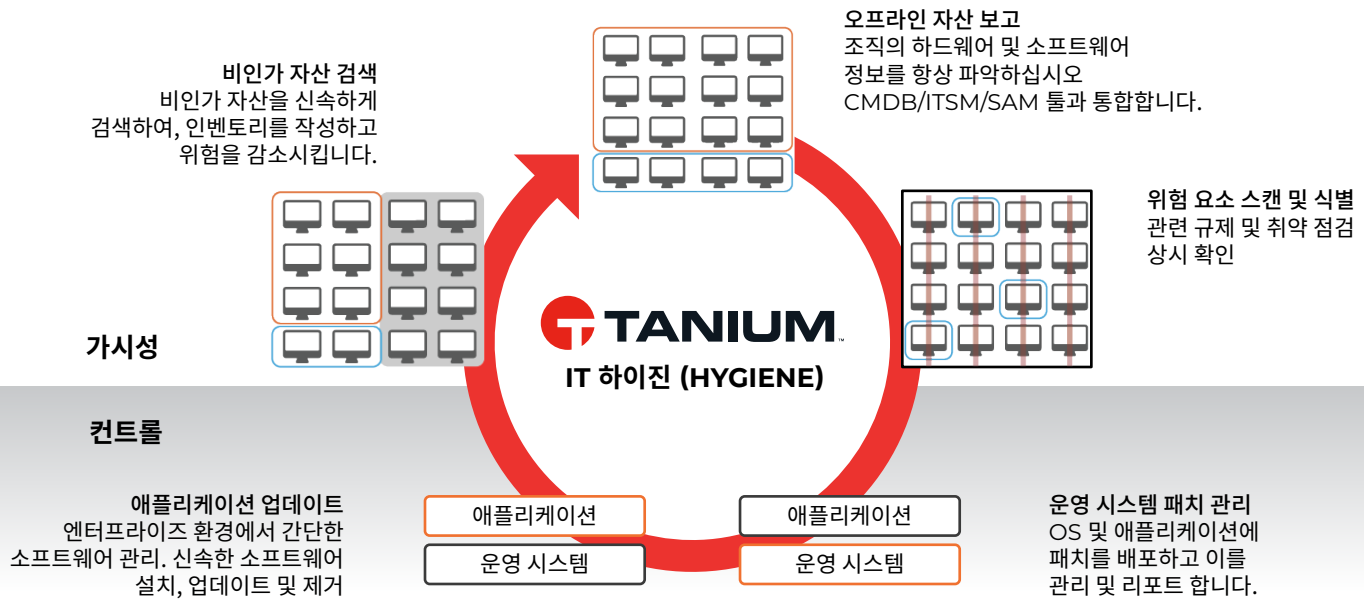 오프라인 자산 보고
조직의 하드웨어 및 소프트웨어
정보를 항상 파악하십시오
CMDB/ITSM/SAM 툴과 통합합니다.
비인가 자산 검색
비인가 자산을 신속하게
검색하여, 인벤토리를 작성하고
위험을 감소시킵니다.
위험 요소 스캔 및 식별
관련 규제 및 취약 점검
상시 확인
TANIUM
IT 하이진 (HYGIENE)
가시성
컨트롤
애플리케이션 업데이트
엔터프라이즈 환경에서 간단한
소프트웨어 관리. 신속한 소프트웨어
설치, 업데이트 및 제거
애플리케이션
운영 시스템
애플리케이션
운영 시스템
운영 시스템 패치 관리
OS 및 애플리케이션에
패치를 배포하고 이를
관리 및 리포트 합니다.